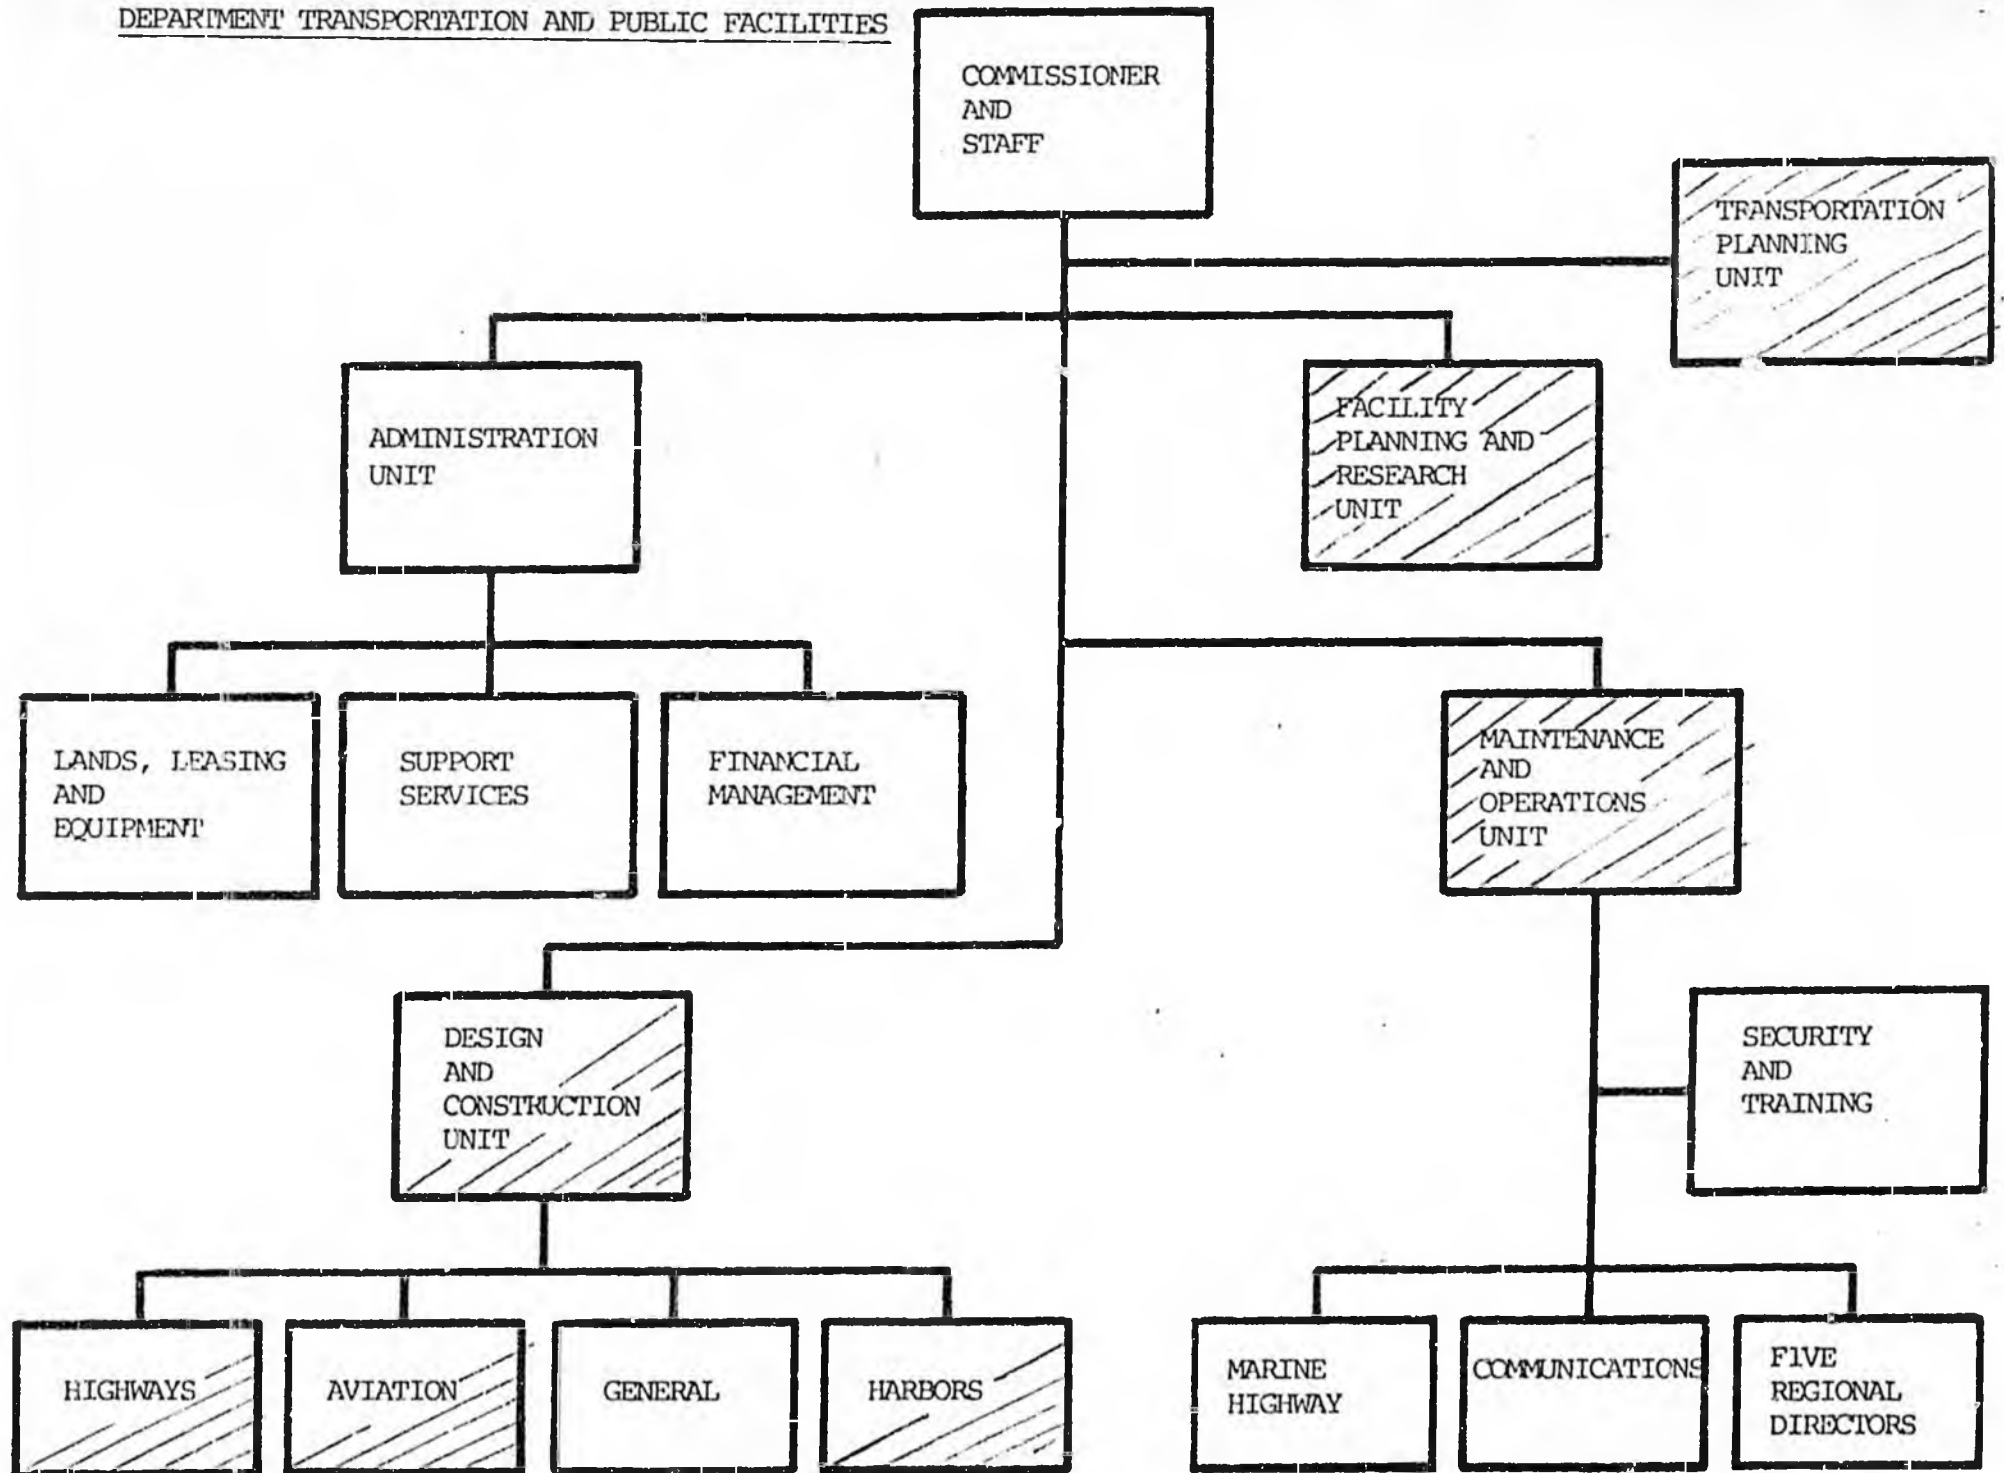 DEPARTMENT TRANSPORTATION AND PUBLIC FACILITIES
COMMISSIONER
AND
STAFF
TRANSPORTATION
PLANNING
UNIT
ADMINISTRATION
UNIT
FACILITY
PLANNING AND
RESEARCH
UNIT
LANDS, LEASING
AND
EQUIPMENT
SUPPORT
SERVICES
FINANCIAL
MANAGEMENT
MAINTENANCE
AND
OPERATIONS
UNIT
DESIGN
AND
CONSTRUCTION
UNIT
SECURITY
AND
TRAINING
HIGHWAYS
AVIATION
GENERAL
HARBORS
MARINE
HIGHWAY
COMMUNICATIONS
FIVE
REGIONAL
DIRECTORS